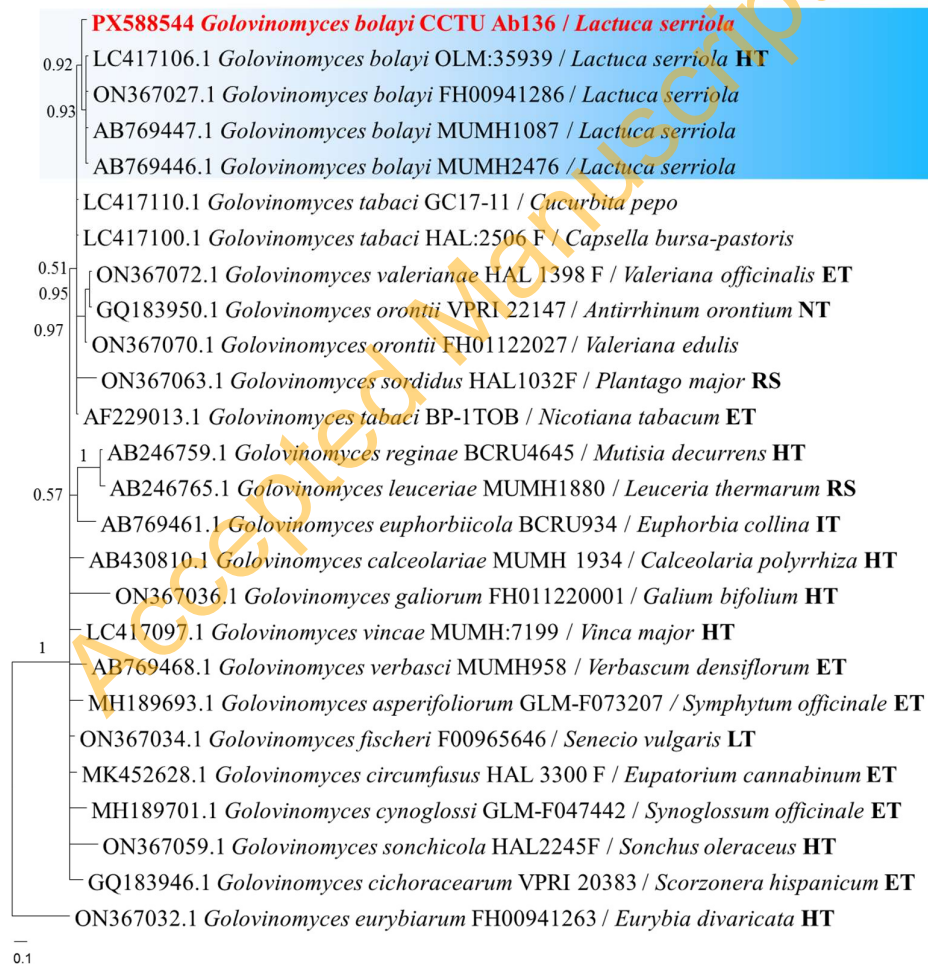 PX588544 Golovinomyces bolayi CCTU Ab136 / Lactuca serriola
0.92
LC417106.1 Golovinomyces bolayi OLM:35939 / Lactuca serriola HT
ON367027.1 Golovinomyces bolayi FH00941286 / Lactuca serriola
0.93
AB769447.1 Golovinomyces bolayi MUMH1087 / Lactuca serriola
AB769446.1 Golovinomyces bolayi MUMH2476 / Lactuca serriola
LC417110.1 Golovinomyces tabaci GC17-11 / Cucurbita pepo
LC417100.1 Golovinomyces tabaci HAL:2506 F / Capsella bursa-pastoris
0.51
ON367072.1 Golovinomyces valerianae HAL 1398 F / Valeriana officinalis ET
0.95
GQ183950.1 Golovinomyces orontii VPRI 22147 / Antirrhinum orontium NT
0.97
ON367070.1 Golovinomyces orontii FH01122027 / Valeriana edulis
ON367063.1 Golovinomyces sordidus HAL1032F / Plantago major RS
AF229013.1 Golovinomyces tabaci BP-1TOB / Nicotiana tabacum ET
1
AB246759.1 Golovinomyces reginae BCRU4645 / Mutisia decurrens HT
0.57
AB246765.1 Golovinomyces leuceriae MUMH1880 / Leuceria thermarum RS
AB769461.1 Golovinomyces euphorbiicola BCRU934 / Euphorbia collina IT
AB430810.1 Golovinomyces calceolariae MUMH 1934 / Calceolaria polyrrhiza HT
ON367036.1 Golovinomyces galiorum FH011220001 / Galium bifolium HT
LC417097.1 Golovinomyces vincae MUMH:7199 / Vinca major HT
1
AB769468.1 Golovinomyces verbasci MUMH958 / Verbascum densiflorum ET
MH189693.1 Golovinomyces asperifoliorum GLM-F073207 / Symphytum officinale ET
ON367034.1 Golovinomyces fischeri F00965646 / Senecio vulgaris LT
MK452628.1 Golovinomyces circumfusus HAL 3300 F / Eupatorium cannabinum ET
MH189701.1 Golovinomyces cynoglossi GLM-F047442 / Synoglossum officinale ET
ON367059.1 Golovinomyces sonchicola HAL2245F / Sonchus oleraceus HT
GQ183946.1 Golovinomyces cichoracearum VPRI 20383 / Scorzonera hispanicum ET
ON367032.1 Golovinomyces eurybiarum FH00941263 / Eurybia divaricata HT
0.1
Accepted Manuscript